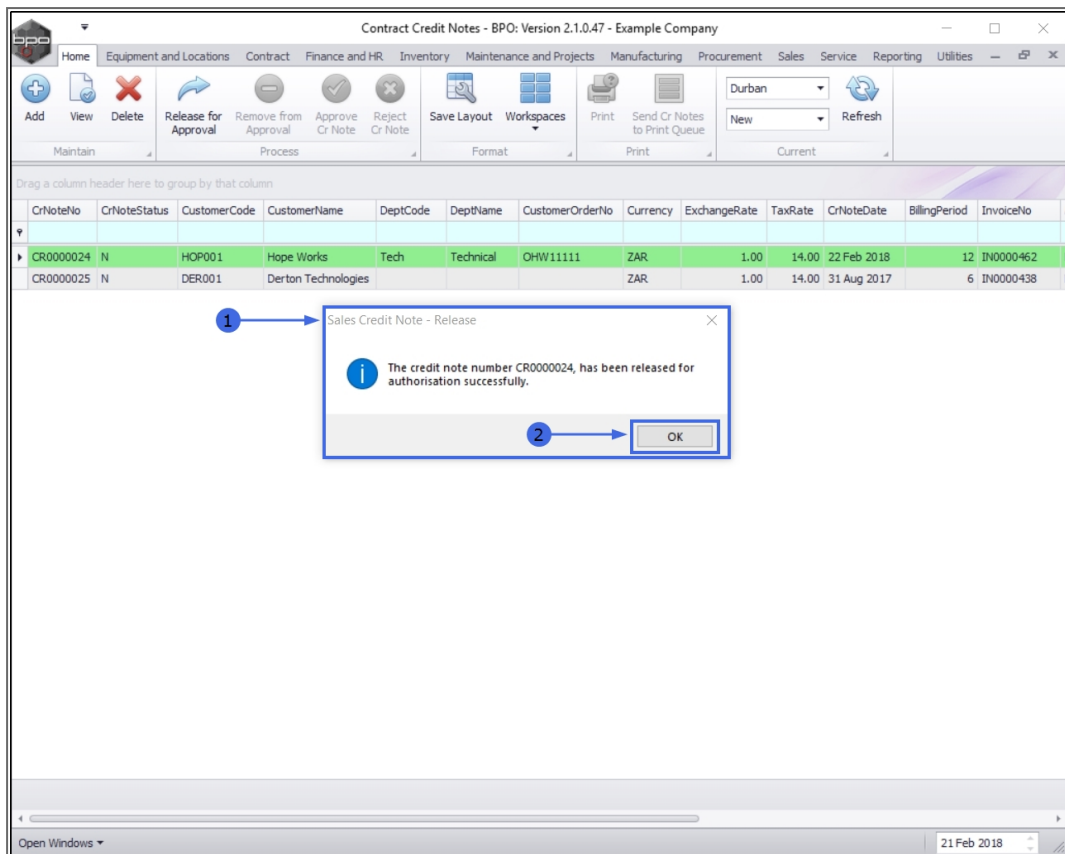 Contract Credit Notes - BPO: Version 2.1.0.47 - Example Company
bpo
Home Equipment and Locations Contract Finance and HR Inventory Maintenance and Projects Manufacturing Procurement Sales Service Reporting Utilities
Add View Delete Release for Approval Remove from Approval Approve Cr Note Reject Cr Note Save Layout Workspaces Print Send Cr Notes to Print Queue Durban New Refresh
Maintain Process Format Print Current
Drag a column header here to group by that column
CrNoteNo CrNoteStatus CustomerCode CustomerName DeptCode DeptName CustomerOrderNo Currency ExchangeRate TaxRate CrNoteDate BillingPeriod InvoiceNo
CR0000024 N HOP001 Hope Works Tech Technical OHW11111 ZAR 1.00 14.00 22 Feb 2018 12 IN0000462
CR0000025 N DER001 Derton Technologies ZAR 1.00 14.00 31 Aug 2017 6 IN0000438
1 Sales Credit Note - Release
The credit note number CR0000024, has been released for
authorisation successfully.
2 OK
Open Windows 21 Feb 2018